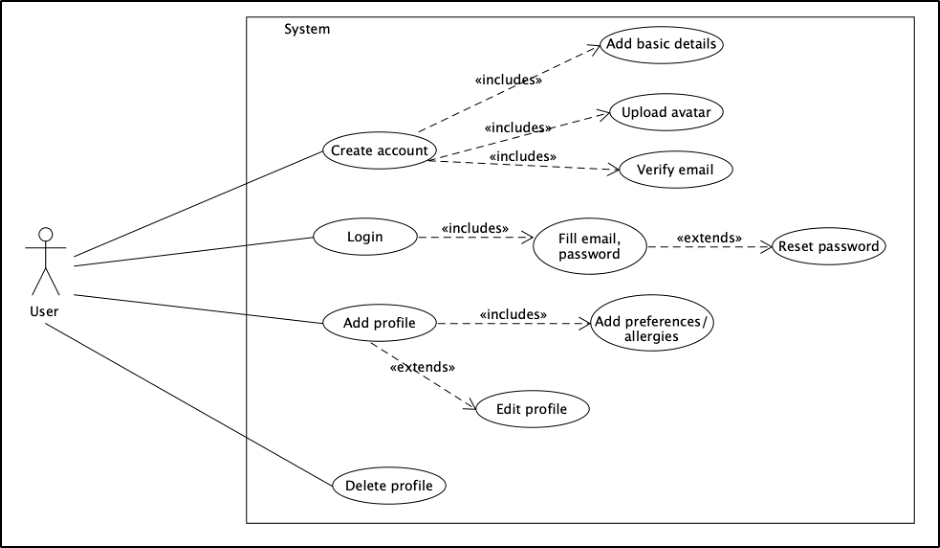 System
Add basic details
«includes»
Upload avatar
«includes»
Create account
«includes»
Verify email
Login
«includes»
Fill email,
password
«extends»
Reset password
User
Add profile
«includes»
Add preferences/
allergies
«extends»
Edit profile
Delete profile